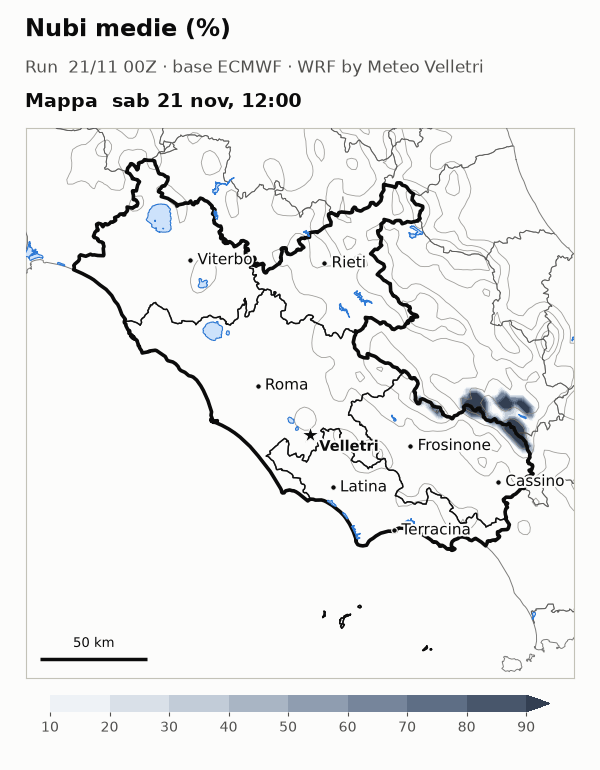 Nubi medie (%)
Run  21/11 00Z · base ECMWF · WRF by Meteo Velletri
Mappa  sab 21 nov, 12:00
Viterbo
Rieti
Roma
Velletri
Frosinone
Latina
Cassino
Terracina
50 km
10 20 30 40 50 60 70 80 90